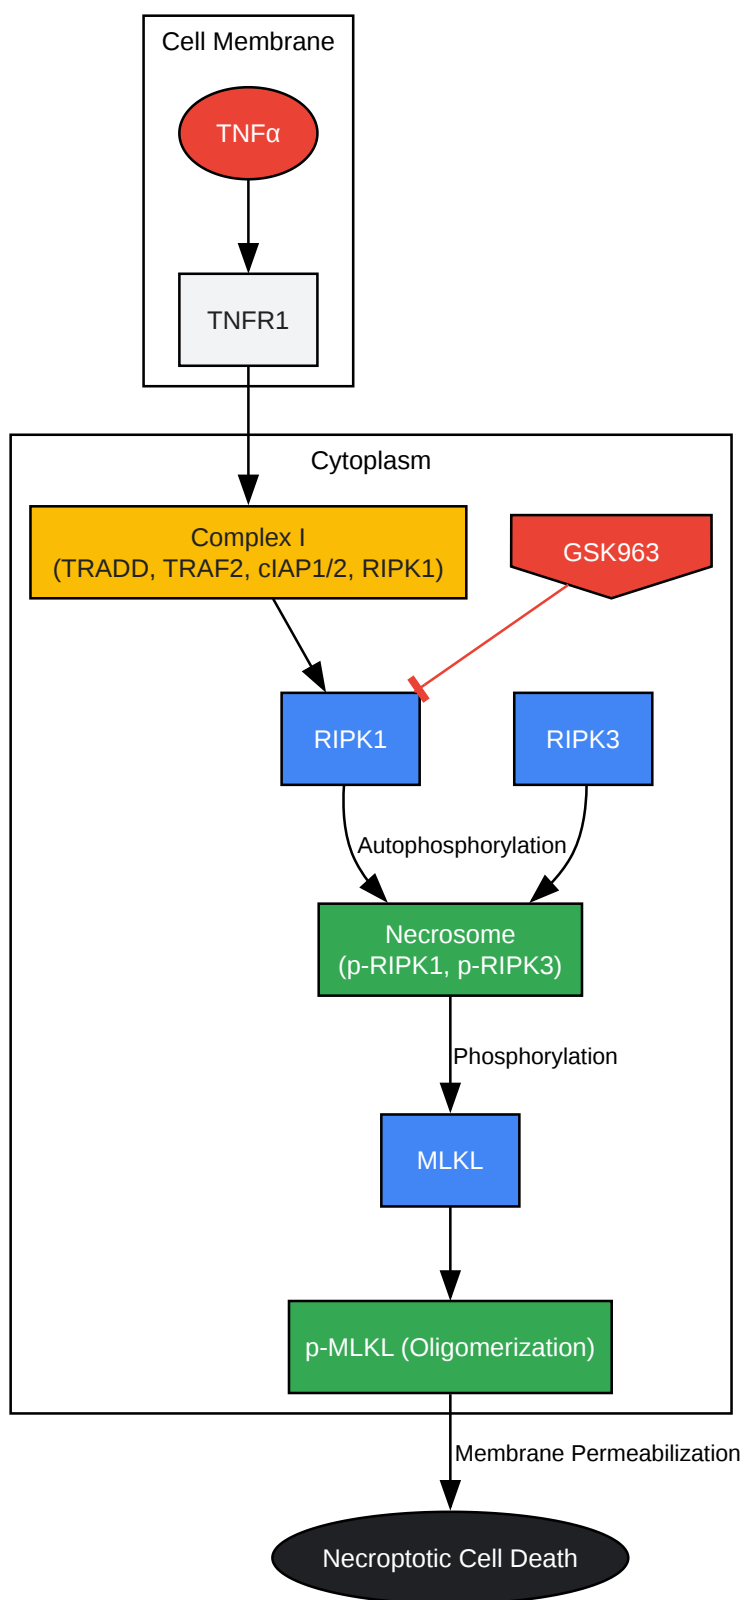 Cell Membrane
TNFα
TNFR1
Cytoplasm
Complex I
(TRADD, TRAF2, cIAP1/2, RIPK1)
GSK963
RIPK1
RIPK3
Autophosphorylation
Necrosome
(p-RIPK1, p-RIPK3)
Phosphorylation
MLKL
p-MLKL (Oligomerization)
Membrane Permeabilization
Necroptotic Cell Death